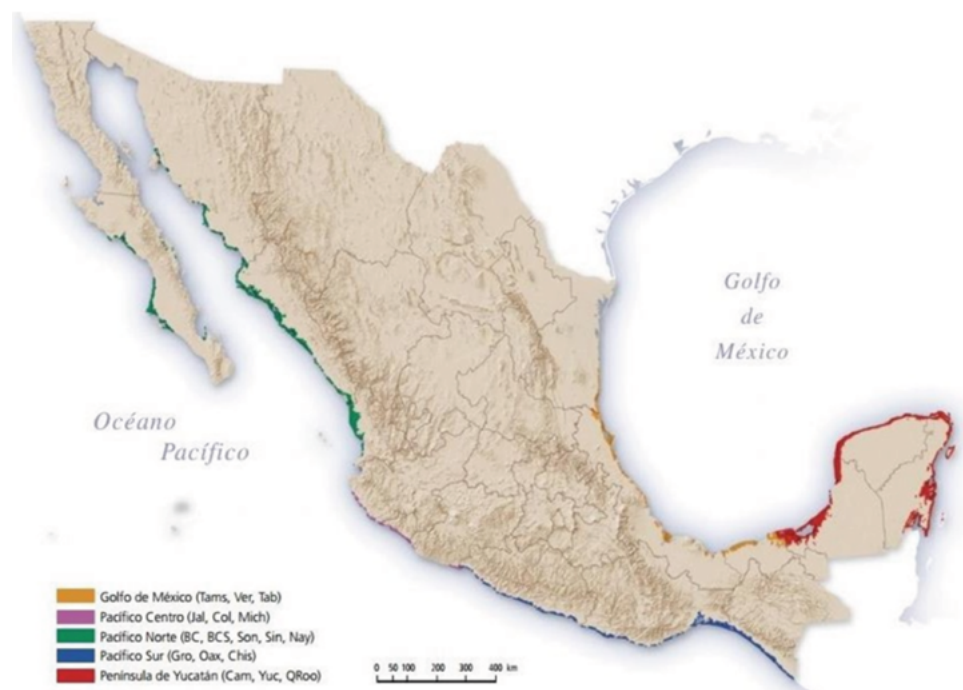 Golfo
de
México
Océano
Pacífico
Golfo de México (Tams, Ver, Tab)
Pacífico Centro (Jal, Col, Mich)
Pacífico Norte (BC, BCS, Son, Sin, Nay)
Pacífico Sur (Gro, Oax, Chis)
Península de Yucatán (Cam, Yuc, QRoo)
0 50 100 200 300 400 km